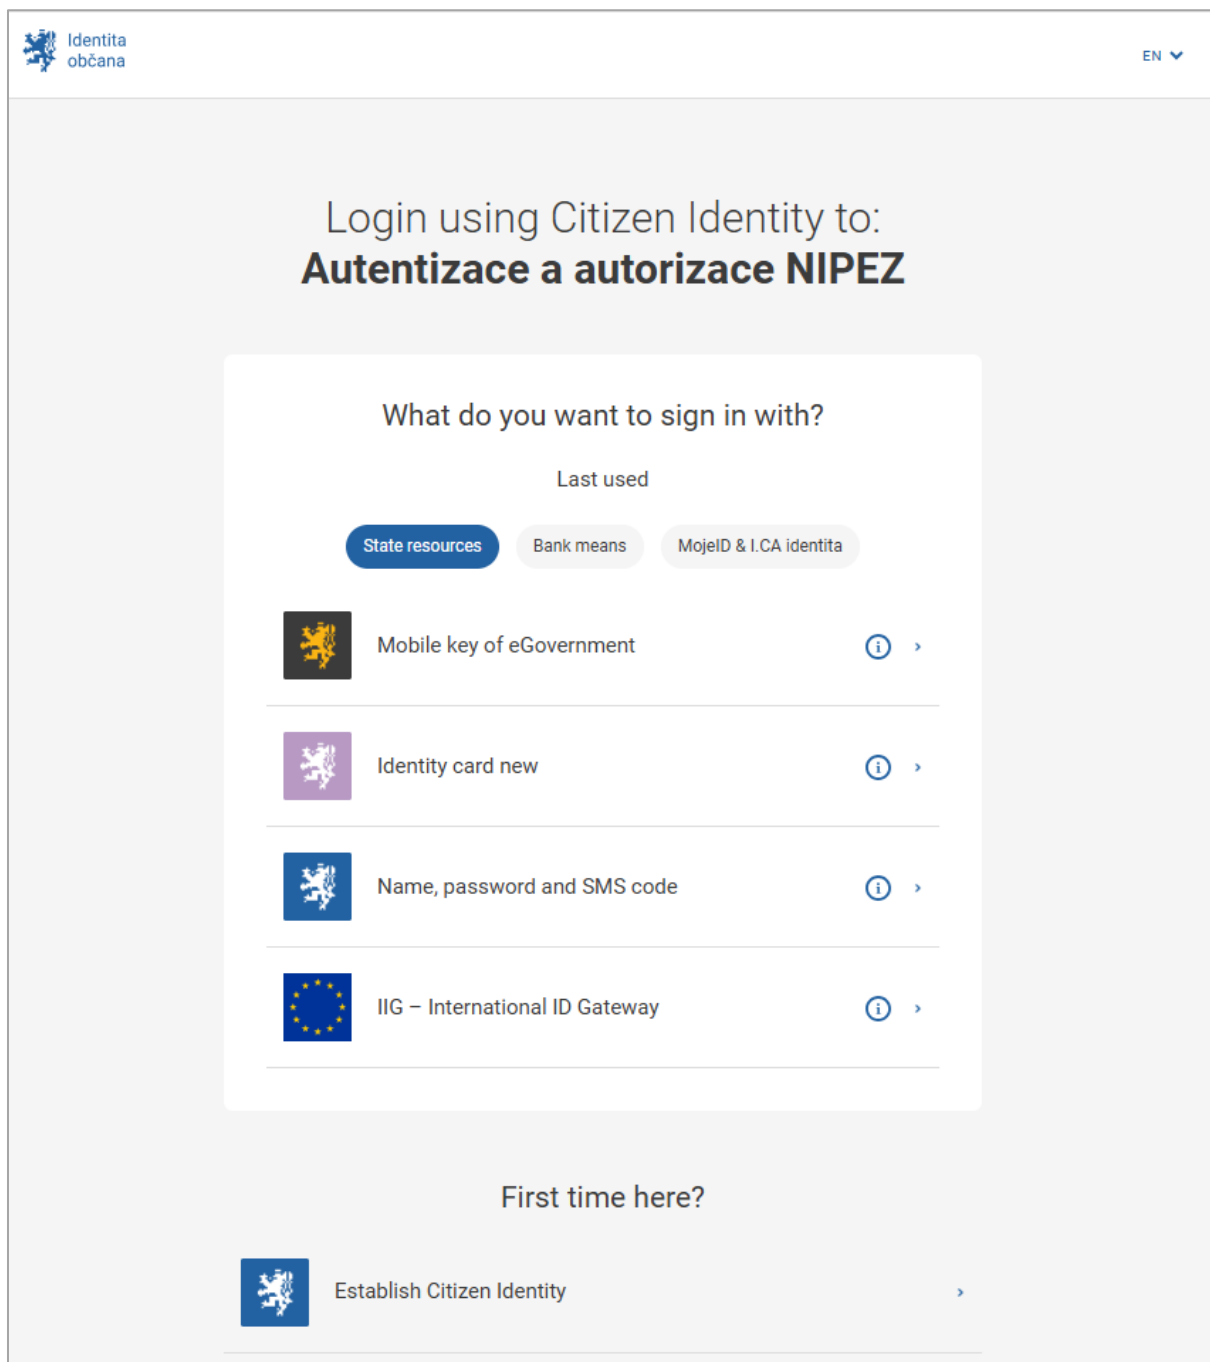 Identita
občana
EN
Login using Citizen Identity to:
Autentizace a autorizace NIPEZ
What do you want to sign in with?
Last used
State resources
Bank means
MojeID & I.CA identita
Mobile key of eGovernment
Identity card new
Name, password and SMS code
IIG – International ID Gateway
First time here?
Establish Citizen Identity